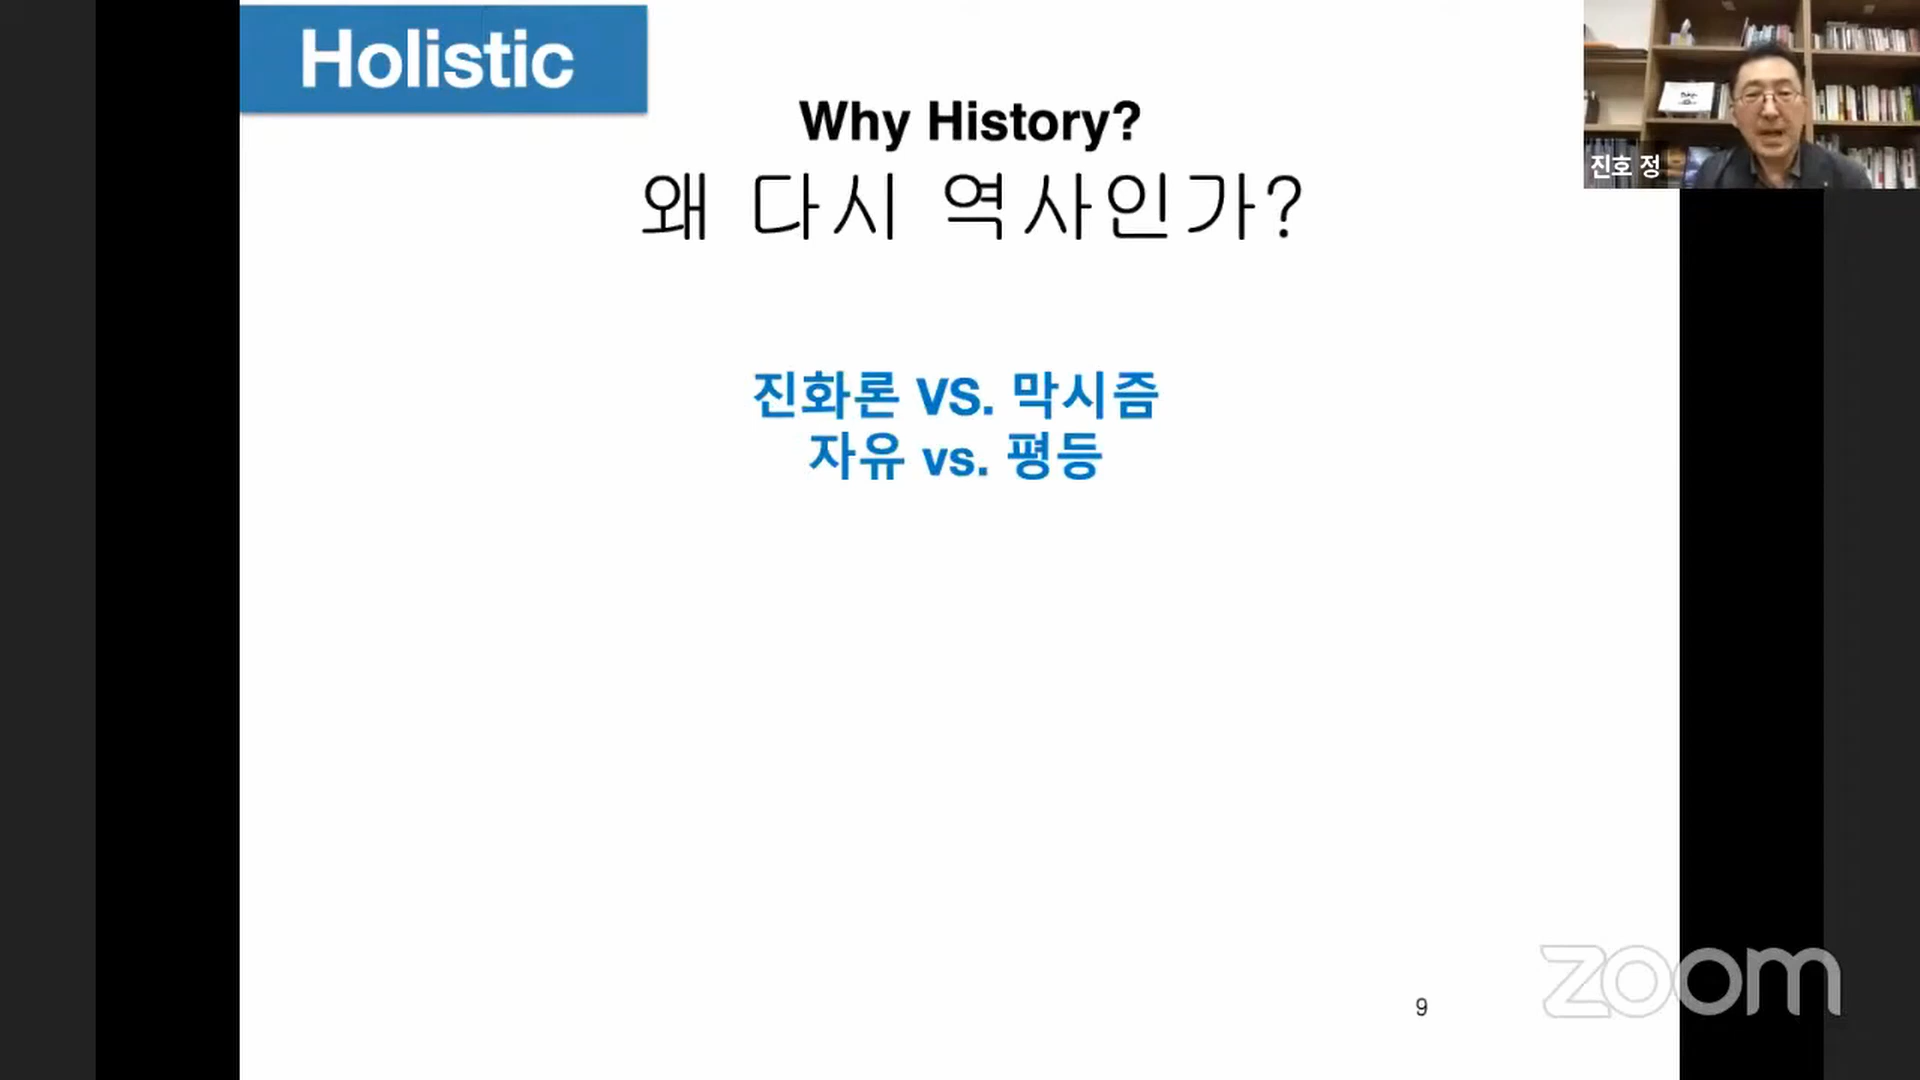 Holistic
Why History?
왜 다시 역사인가?
진화론 VS. 막시즘
자유 vs. 평등
진호 정
9
zoom